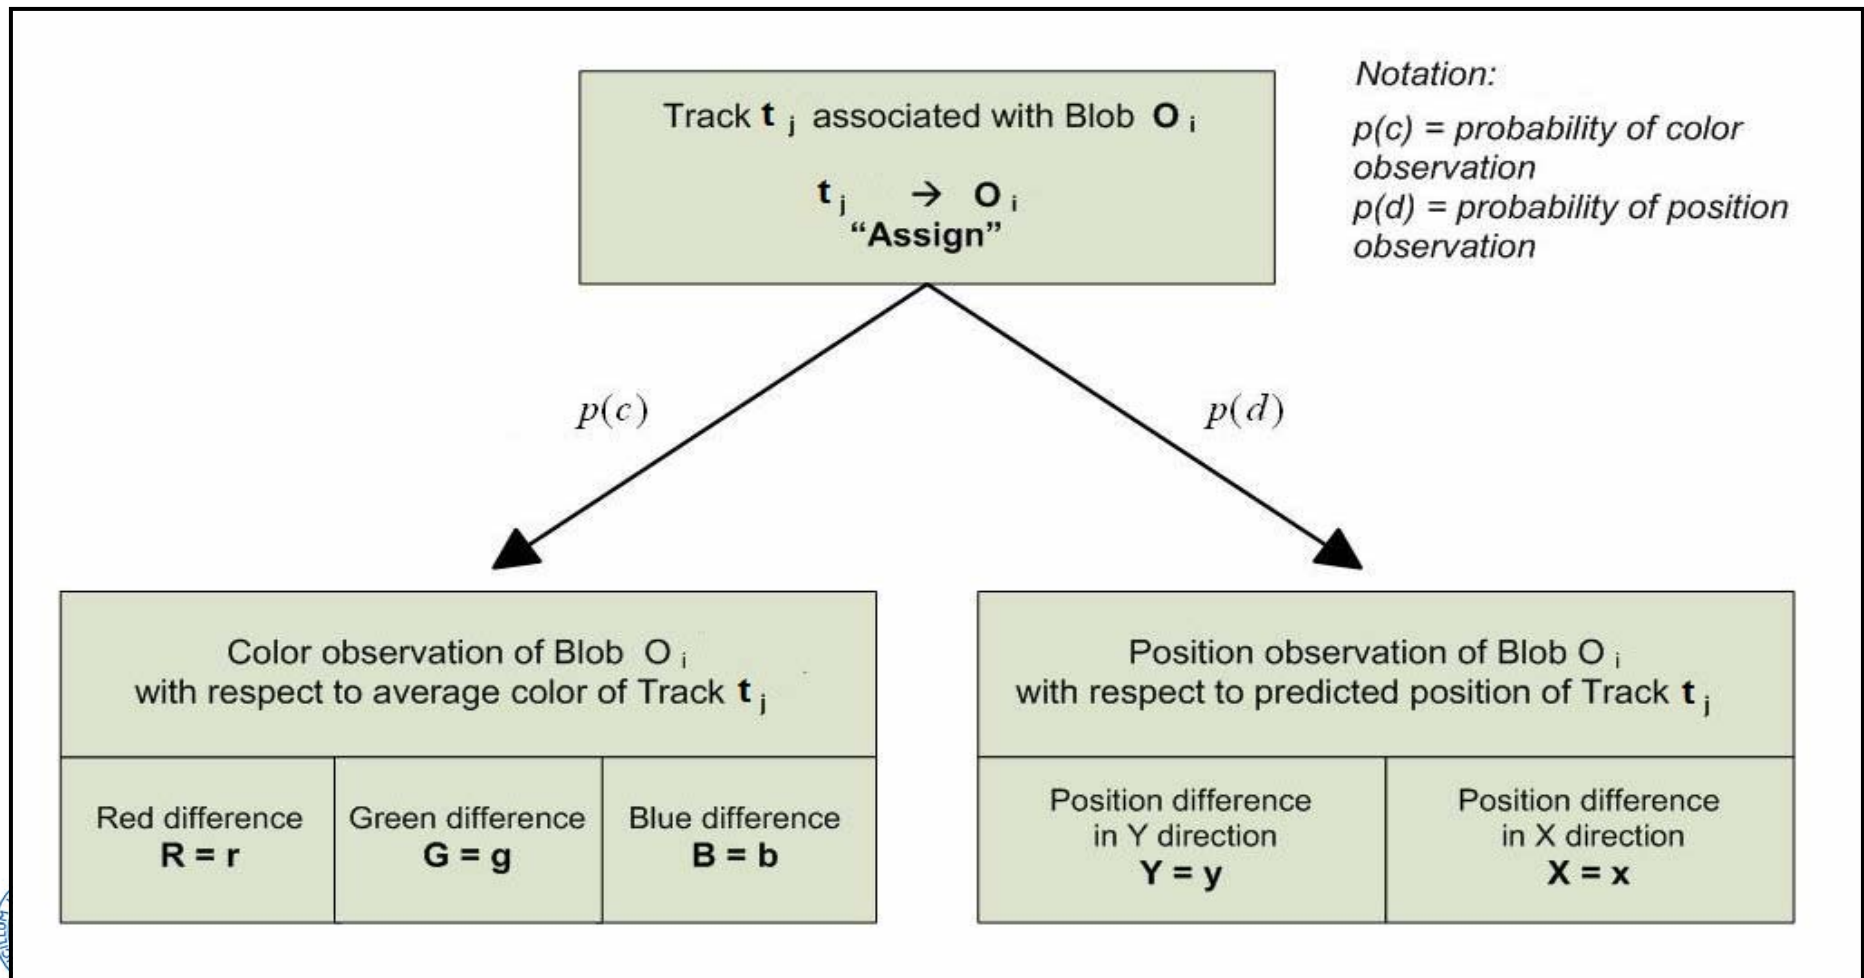 Track t j associated with Blob O i
t j → O i
“Assign”
Notation:
p(c) = probability of color
observation
p(d) = probability of position
observation
p(c)
p(d)
Color observation of Blob O i
with respect to average color of Track t j
Red difference
R = r
Green difference
G = g
Blue difference
B = b
Position observation of Blob O i
with respect to predicted position of Track t j
Position difference
in Y direction
Y = y
Position difference
in X direction
X = x